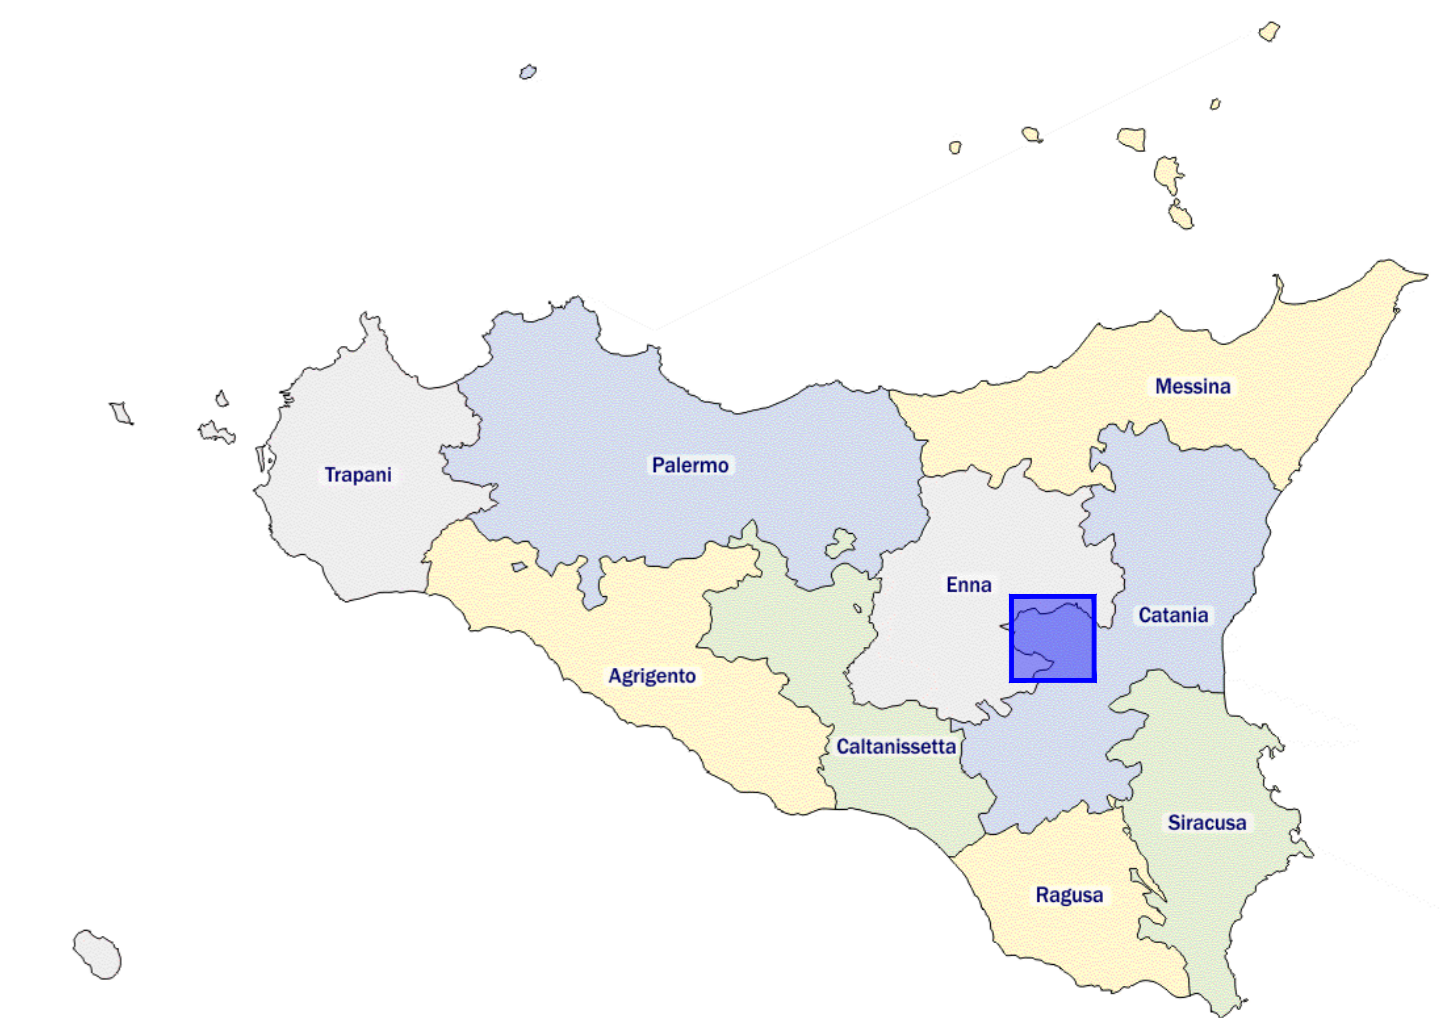 Messina
Palermo
Trapani
Enna
Catania
Agrigento
Caltanissetta
Siracusa
Ragusa